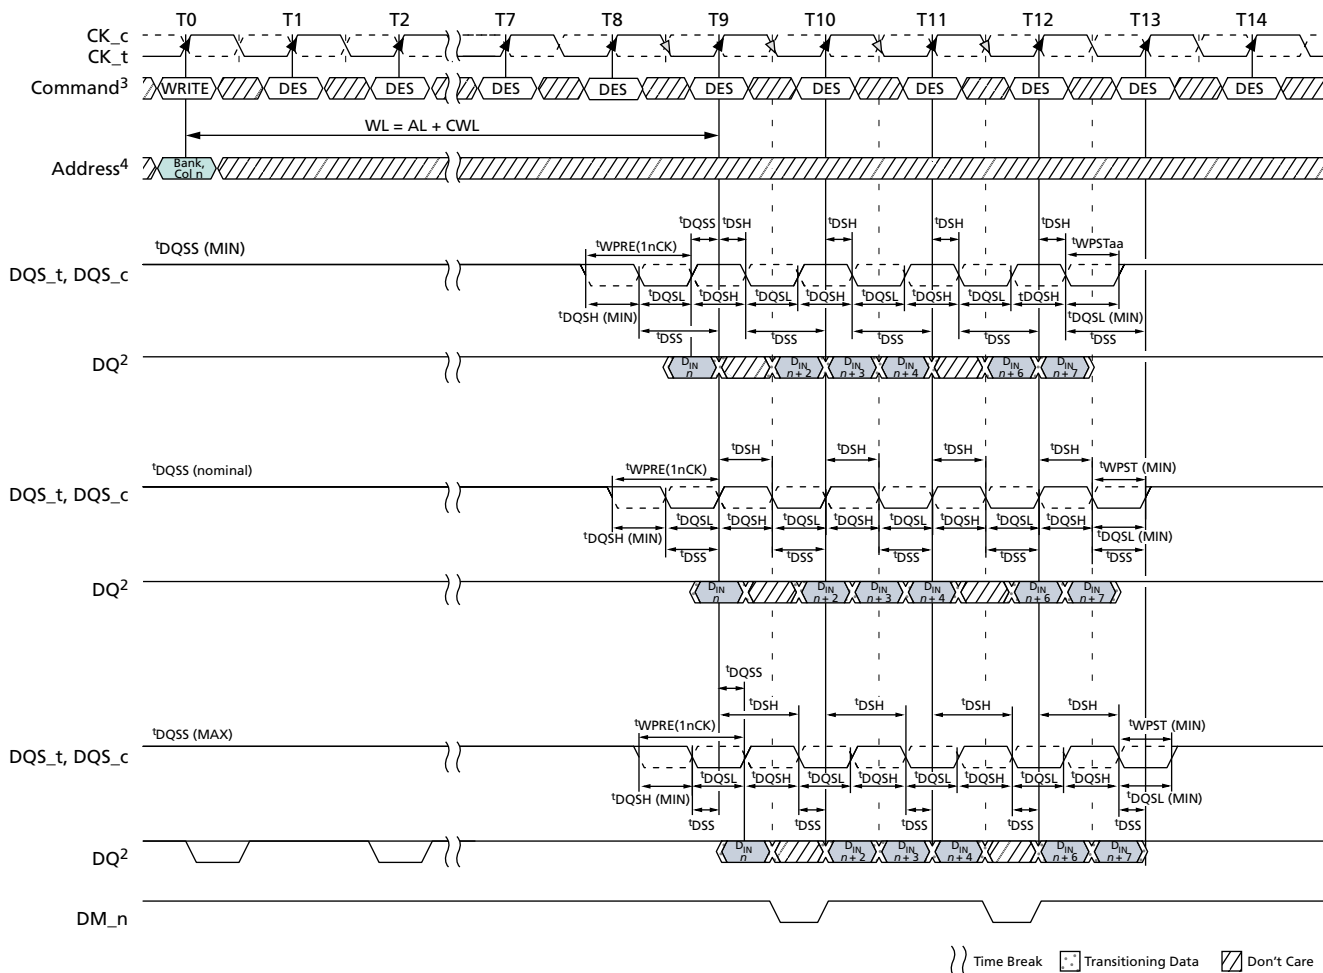 T0 T1 T2 T7 T8 T9 T10 T11 T12 T13 T14
CK_c
CK_t
Command3 WRITE DES DES DES DES DES DES DES DES DES DES
WL = AL + CWL
Address4 Bank, Col n
tDQSS tDSH tDSH tDSH tDSH
tDQSS (MIN) tWPRE(1nCK) tWPSTaa
DQS_t, DQS_c
tDQSL tDQSH tDQSL tDQSH tDQSL tDQSH tDQSL tDQSH
tDQSH (MIN) tDQSL (MIN)
tDSS tDSS tDSS tDSS tDSS
DQ2 DIN n DIN n + 2 DIN n + 3 DIN n + 4 DIN n + 6 DIN n + 7
tDSH tDSH tDSH tDSH
tDQSS (nominal) tWPRE(1nCK) tWPST (MIN)
DQS_t, DQS_c
tDQSL tDQSH tDQSL tDQSH tDQSL tDQSH tDQSL tDQSH
tDQSH (MIN) tDQSL (MIN)
tDSS tDSS tDSS tDSS tDSS
DQ2 DIN n DIN n + 2 DIN n + 3 DIN n + 4 DIN n + 6 DIN n + 7
tDQSS
tDSH tDSH tDSH tDSH
tDQSS (MAX) tWPRE(1nCK) tWPST (MIN)
DQS_t, DQS_c
tDQSL tDQSH tDQSL tDQSH tDQSL tDQSH tDQSL tDQSH
tDQSH (MIN) tDQSL (MIN)
tDSS tDSS tDSS tDSS tDSS
DQ2 DIN n DIN n + 2 DIN n + 3 DIN n + 4 DIN n + 6 DIN n + 7
DM_n
Time Break Transitioning Data Don't Care